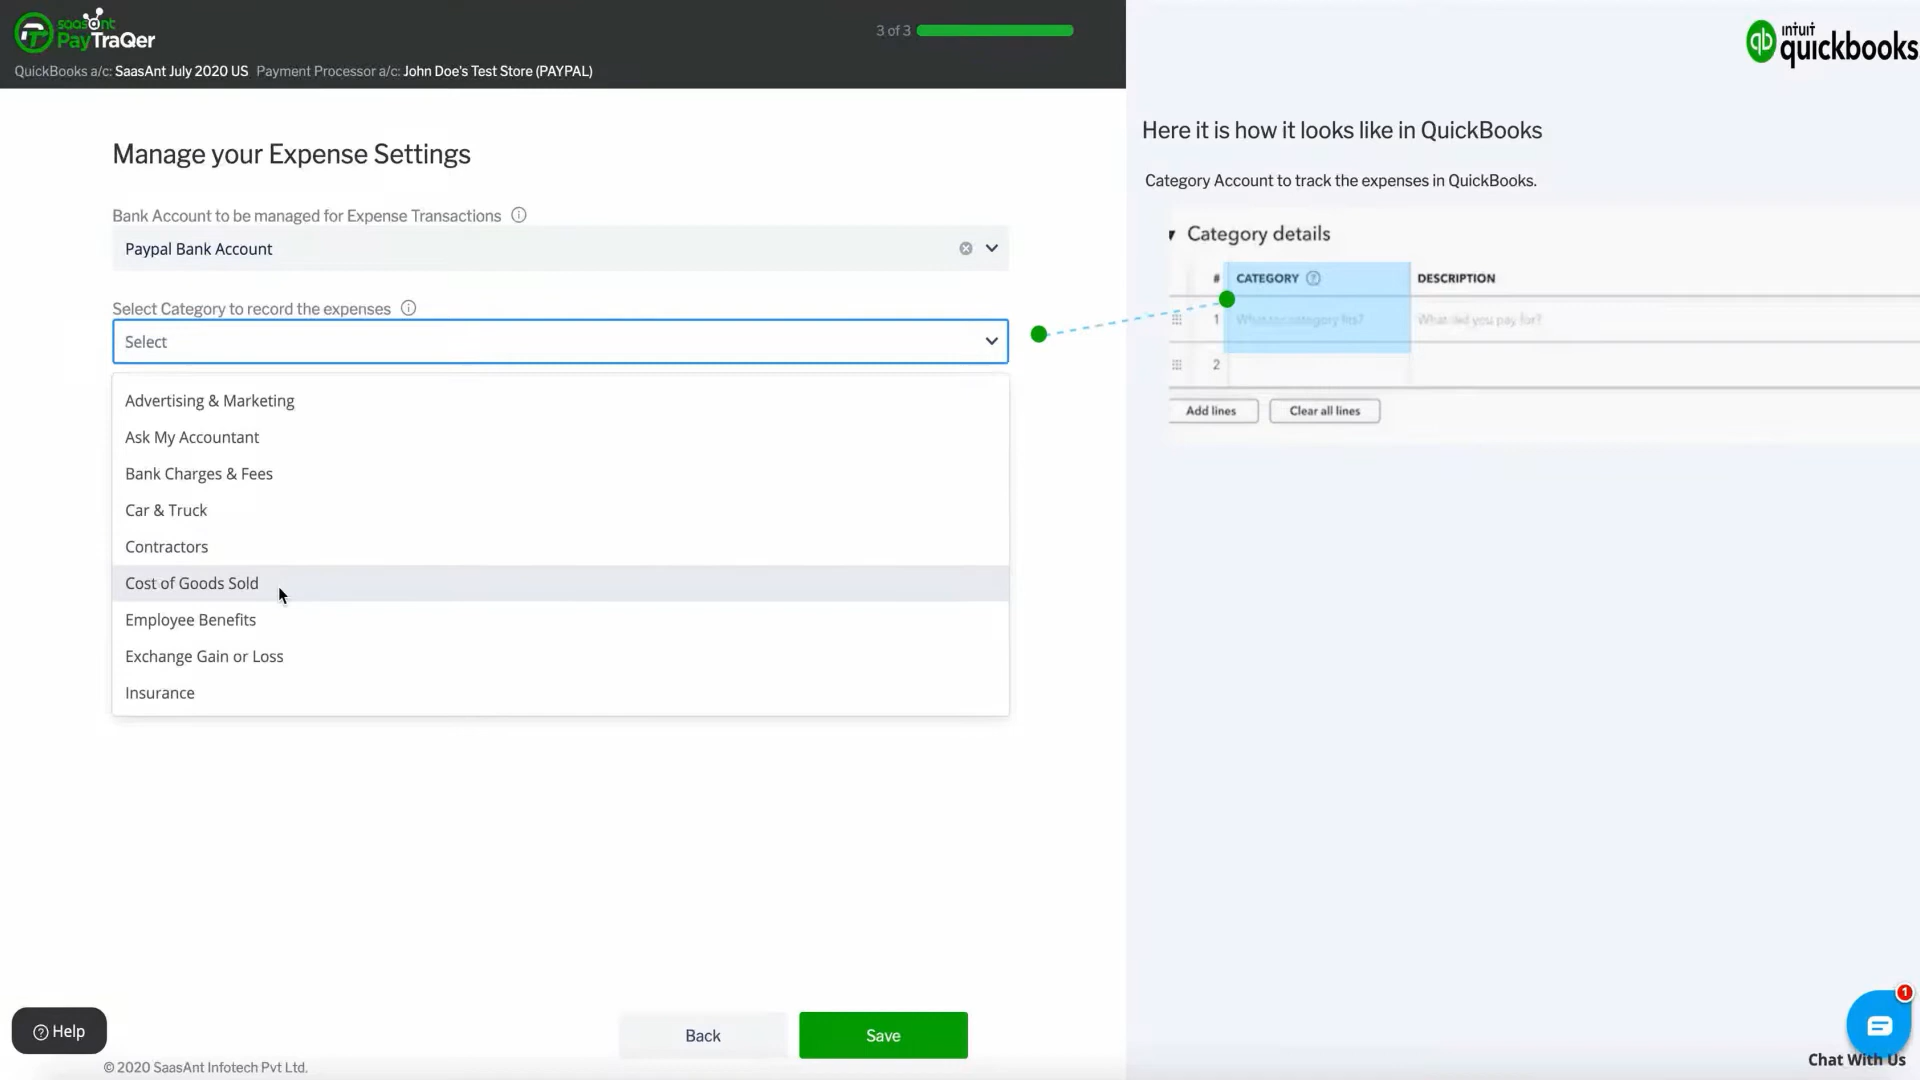 saasant
PayTraQer
3 of 3
QuickBooks a/c: SaasAnt July 2020 US Payment Processor a/c: John Doe's Test Store (PAYPAL)
intuit
quickbooks
Manage your Expense Settings
Bank Account to be managed for Expense Transactions
Paypal Bank Account
Select Category to record the expenses
Select
Advertising & Marketing
Ask My Accountant
Bank Charges & Fees
Car & Truck
Contractors
Cost of Goods Sold
Employee Benefits
Exchange Gain or Loss
Insurance
Here it is how it looks like in QuickBooks
Category Account to track the expenses in QuickBooks.
Category details
# CATEGORY DESCRIPTION
1 What category fits? What did you pay for?
2
Add lines Clear all lines
Help
Back
Save
© 2020 SaasAnt Infotech Pvt Ltd.
1
Chat With Us